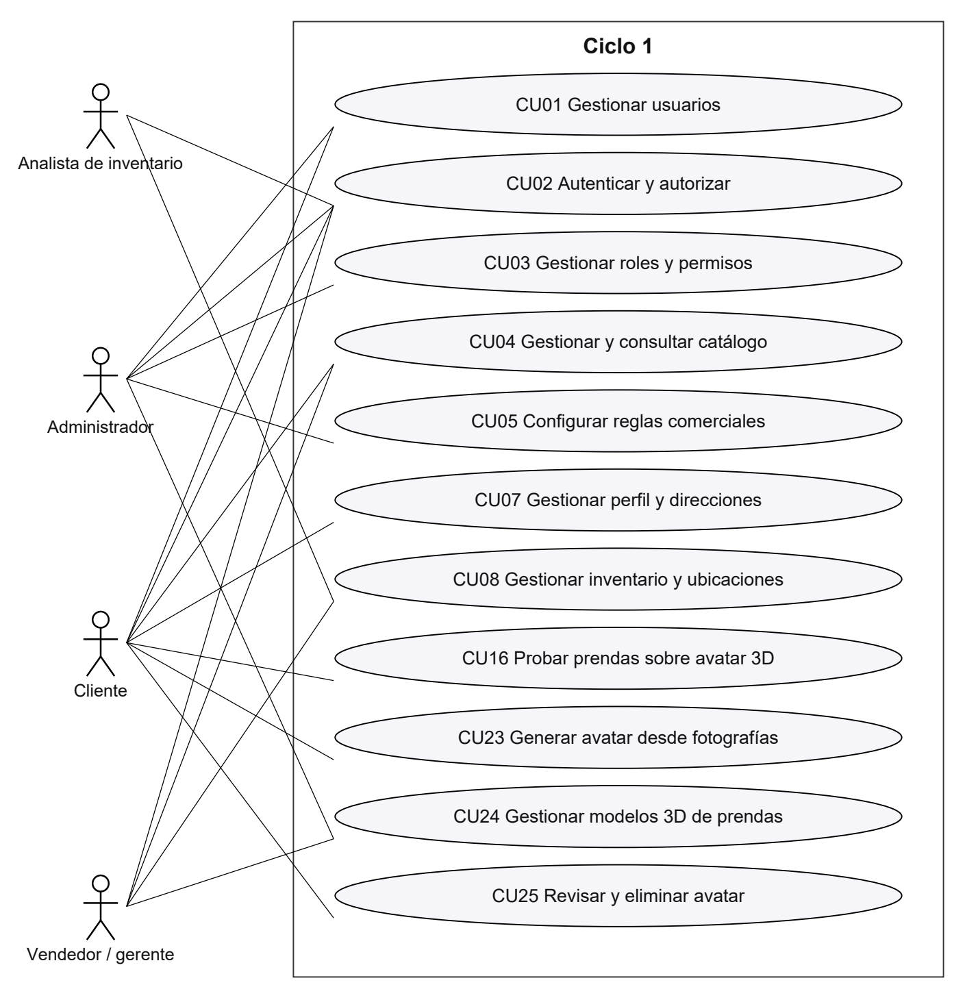 Ciclo 1
CU01 Gestionar usuarios
Analista de inventario
CU02 Autenticar y autorizar
CU03 Gestionar roles y permisos
CU04 Gestionar y consultar catálogo
Administrador
CU05 Configurar reglas comerciales
CU07 Gestionar perfil y direcciones
CU08 Gestionar inventario y ubicaciones
CU16 Probar prendas sobre avatar 3D
Cliente
CU23 Generar avatar desde fotografías
CU24 Gestionar modelos 3D de prendas
CU25 Revisar y eliminar avatar
Vendedor / gerente